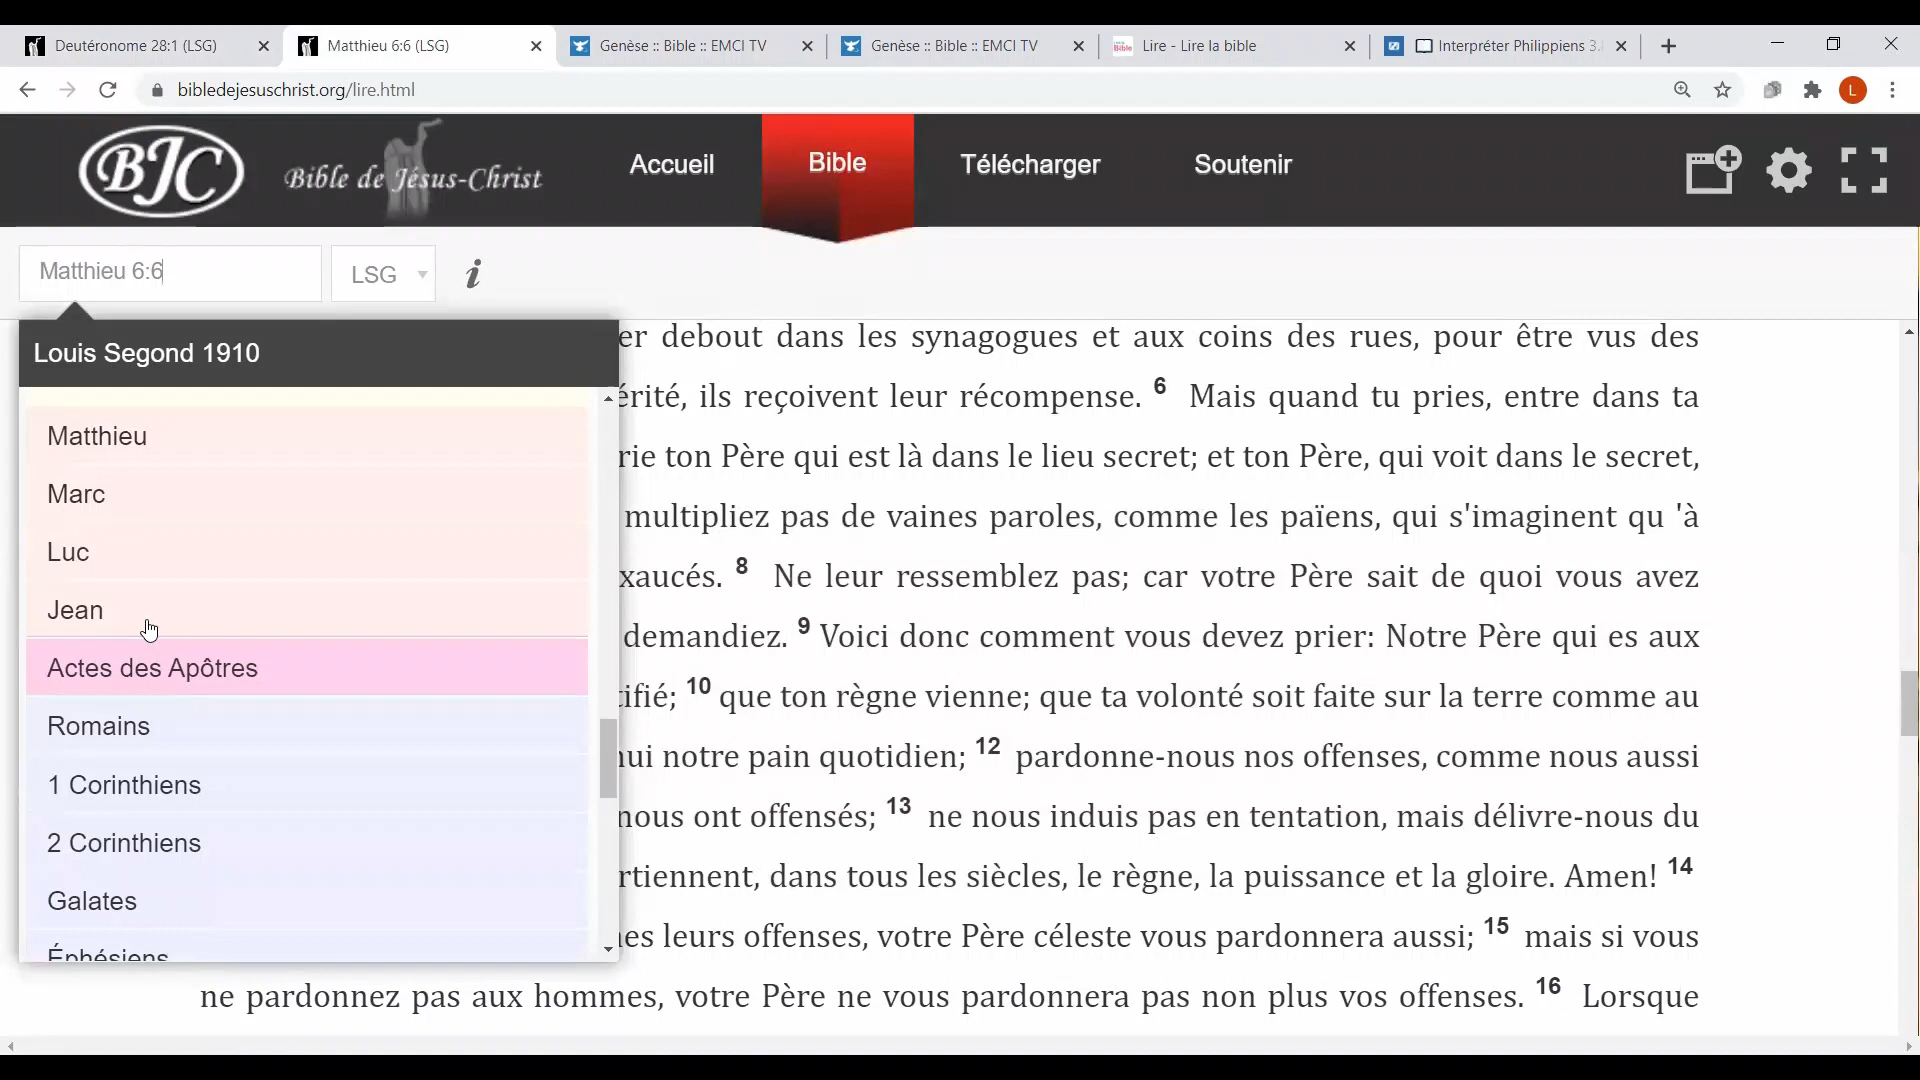 Deutéronome 28:1 (LSG)
Matthieu 6:6 (LSG)
Genèse :: Bible :: EMCI TV
Genèse :: Bible :: EMCI TV
Lire - Lire la bible
Interpréter Philippiens 3.
bibledejesuschrist.org/lire.html
L
BJC
Bible de Jésus-Christ
Accueil
Bible
Télécharger
Soutenir
Matthieu 6:6
LSG
i
Louis Segond 1910
Matthieu
Marc
Luc
Jean
Actes des Apôtres
Romains
1 Corinthiens
2 Corinthiens
Galates
Éphésiens
er debout dans les synagogues et aux coins des rues, pour être vus des
érité, ils reçoivent leur récompense. 6 Mais quand tu pries, entre dans ta
rie ton Père qui est là dans le lieu secret; et ton Père, qui voit dans le secret,
multipliez pas de vaines paroles, comme les païens, qui s'imaginent qu 'à
xaucés. 8 Ne leur ressemblez pas; car votre Père sait de quoi vous avez
demandiez. 9 Voici donc comment vous devez prier: Notre Père qui es aux
tifié; 10 que ton règne vienne; que ta volonté soit faite sur la terre comme au
hui notre pain quotidien; 12 pardonne-nous nos offenses, comme nous aussi
nous ont offensés; 13 ne nous induis pas en tentation, mais délivre-nous du
rtiennent, dans tous les siècles, le règne, la puissance et la gloire. Amen! 14
es leurs offenses, votre Père céleste vous pardonnera aussi; 15 mais si vous
ne pardonnez pas aux hommes, votre Père ne vous pardonnera pas non plus vos offenses. 16 Lorsque